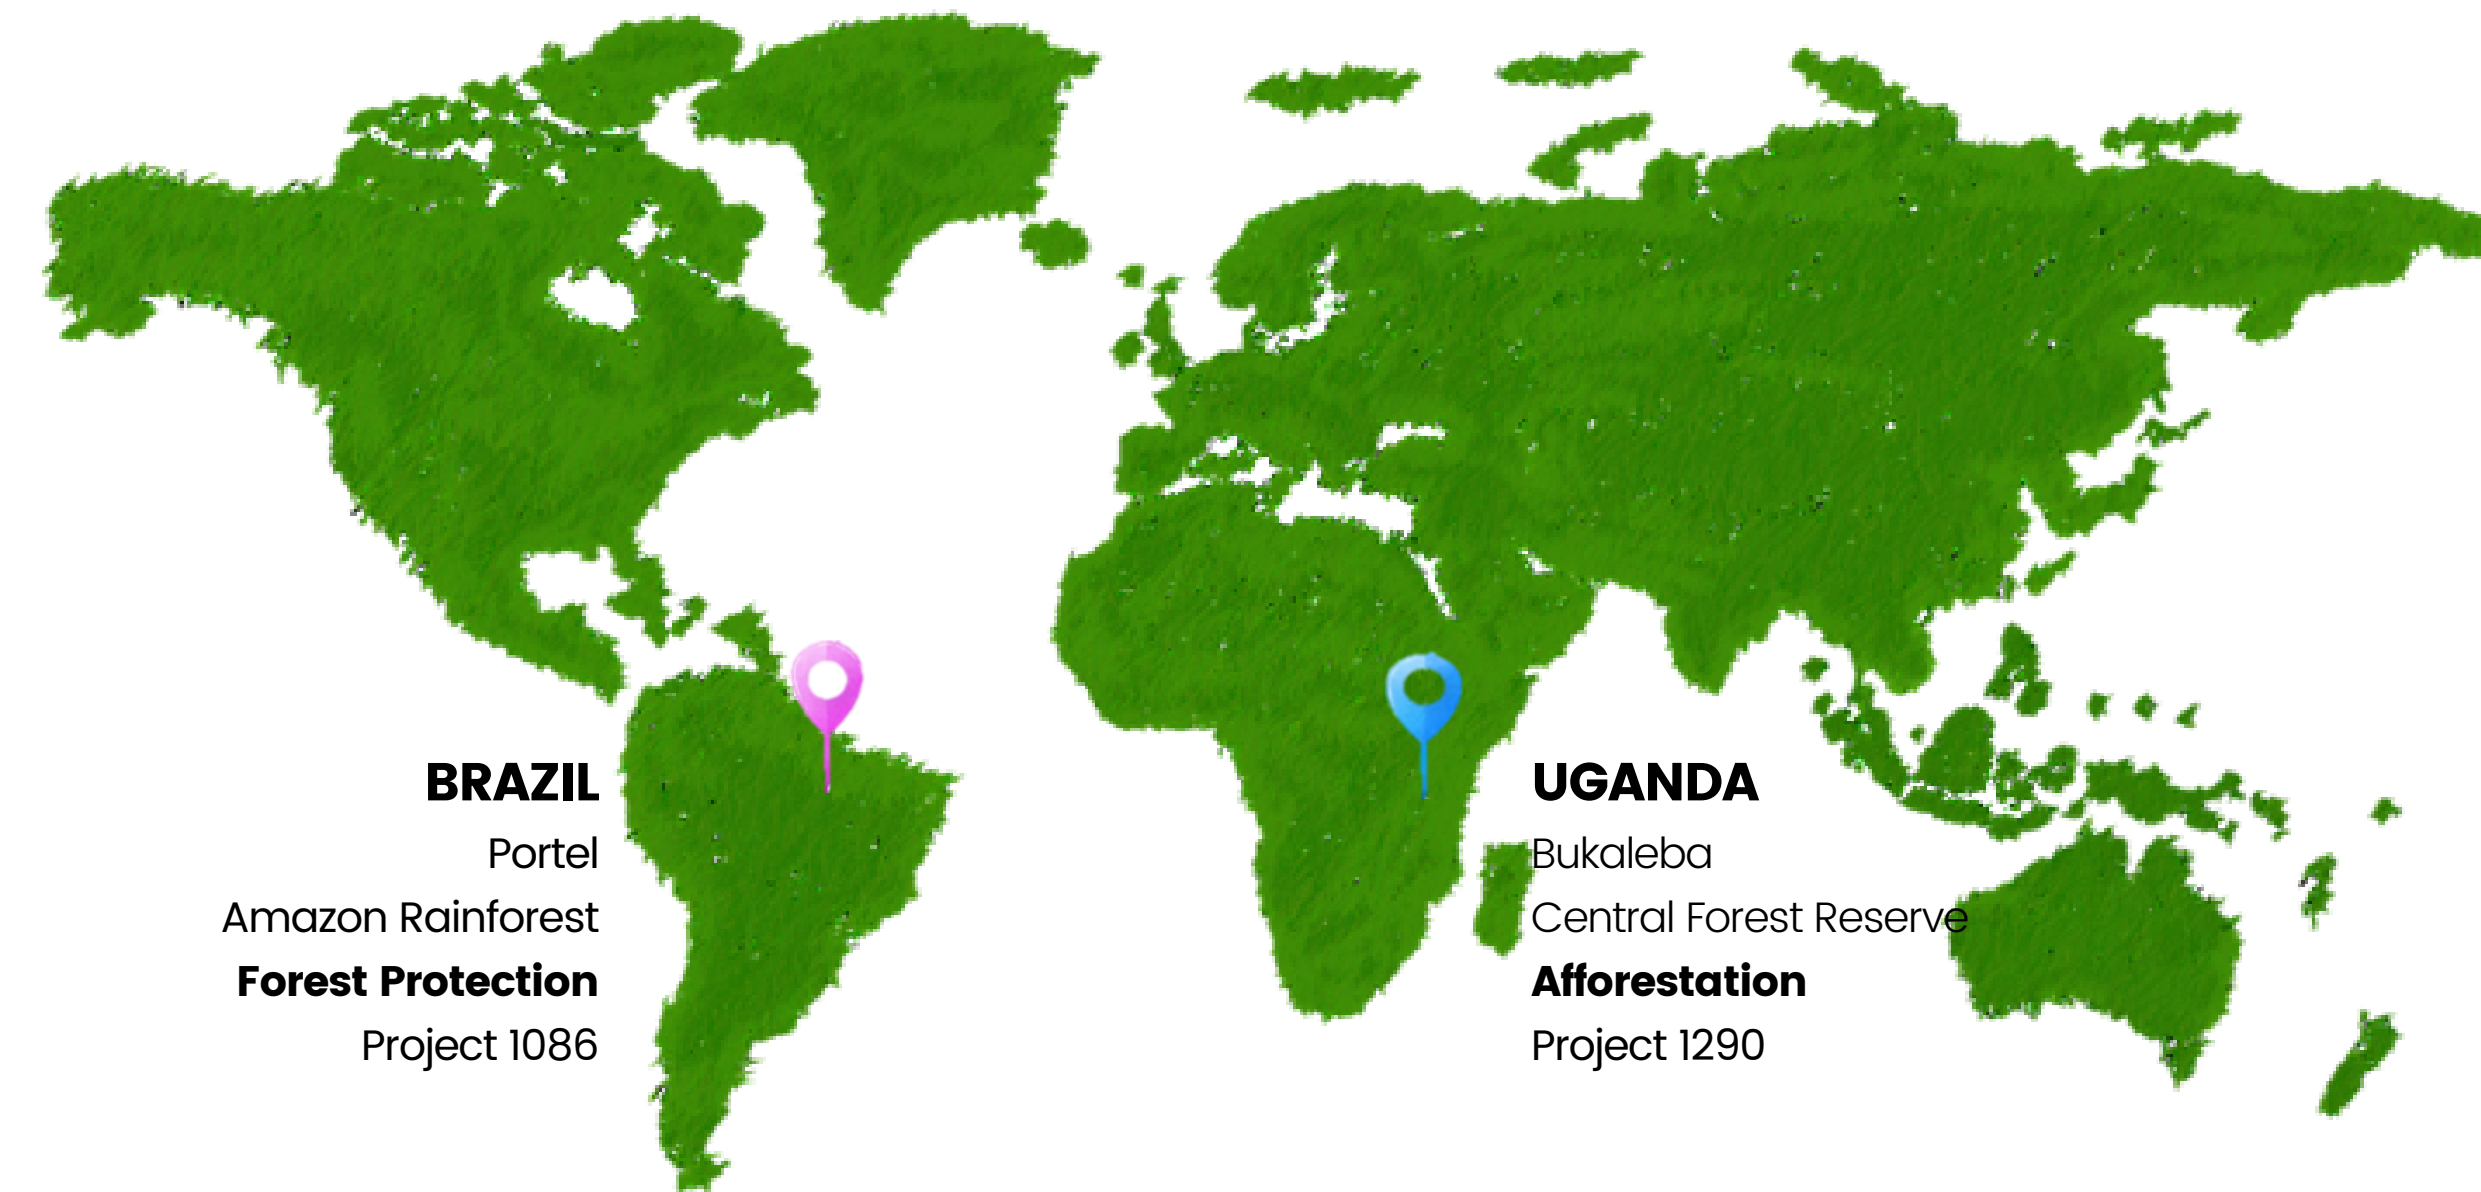 BRAZIL
Portel
Amazon Rainforest
Forest Protection
Project 1086
UGANDA
Bukaleba
Central Forest Reserve
Afforestation
Project 1290